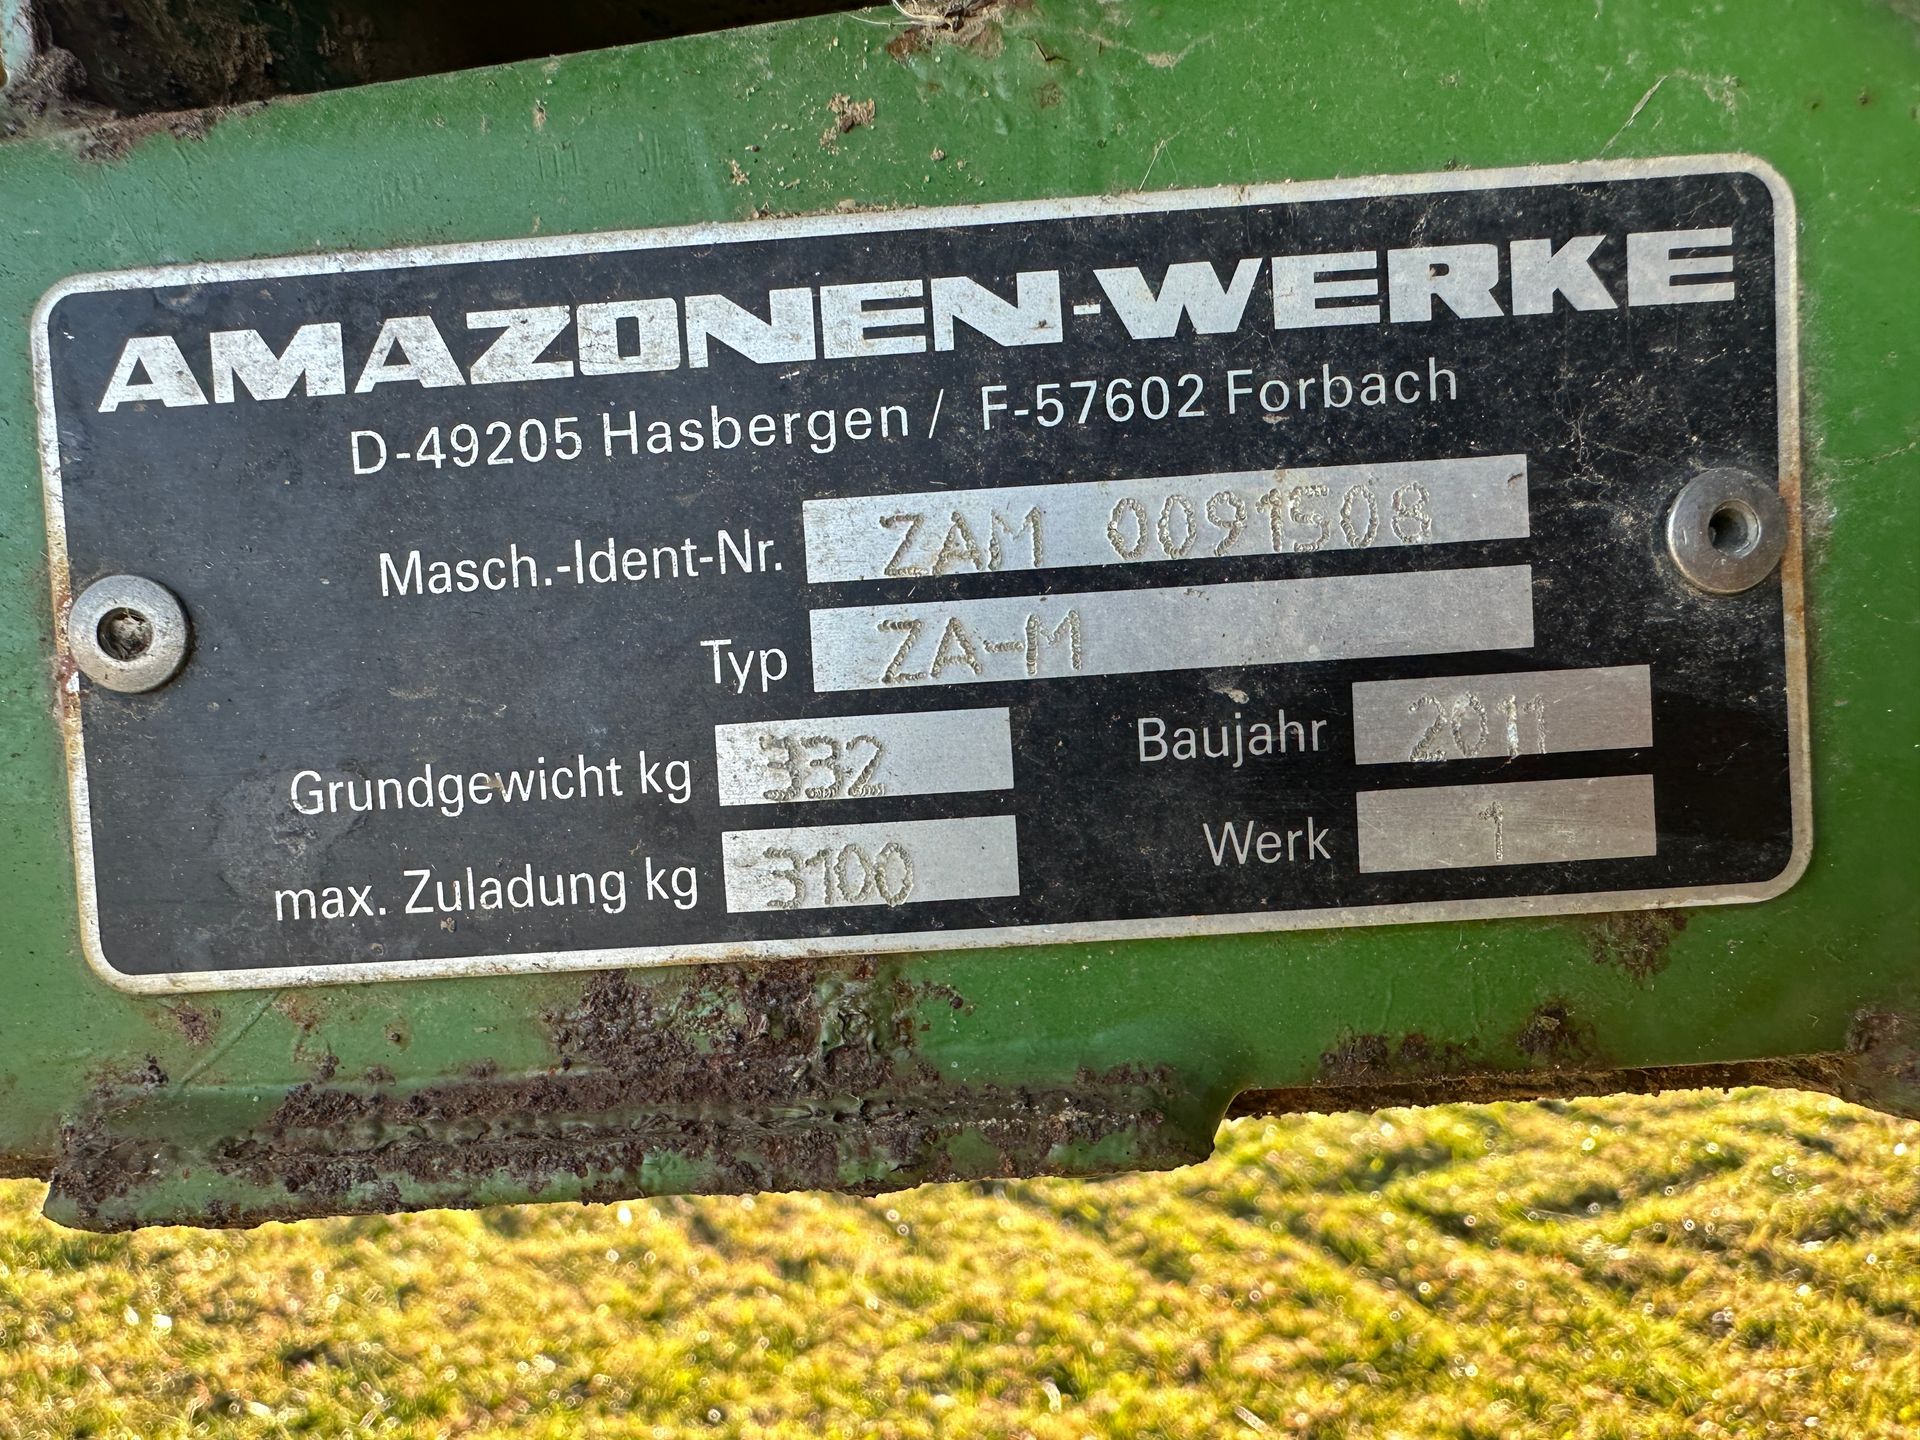 AMAZONEN-WERKE
D-49205 Hasbergen / F-57602 Forbach
Masch.-Ident-Nr. ZAM 0091508
Typ ZA-M
Grundgewicht kg 332 Baujahr 2011
max. Zuladung kg 3100 Werk 1